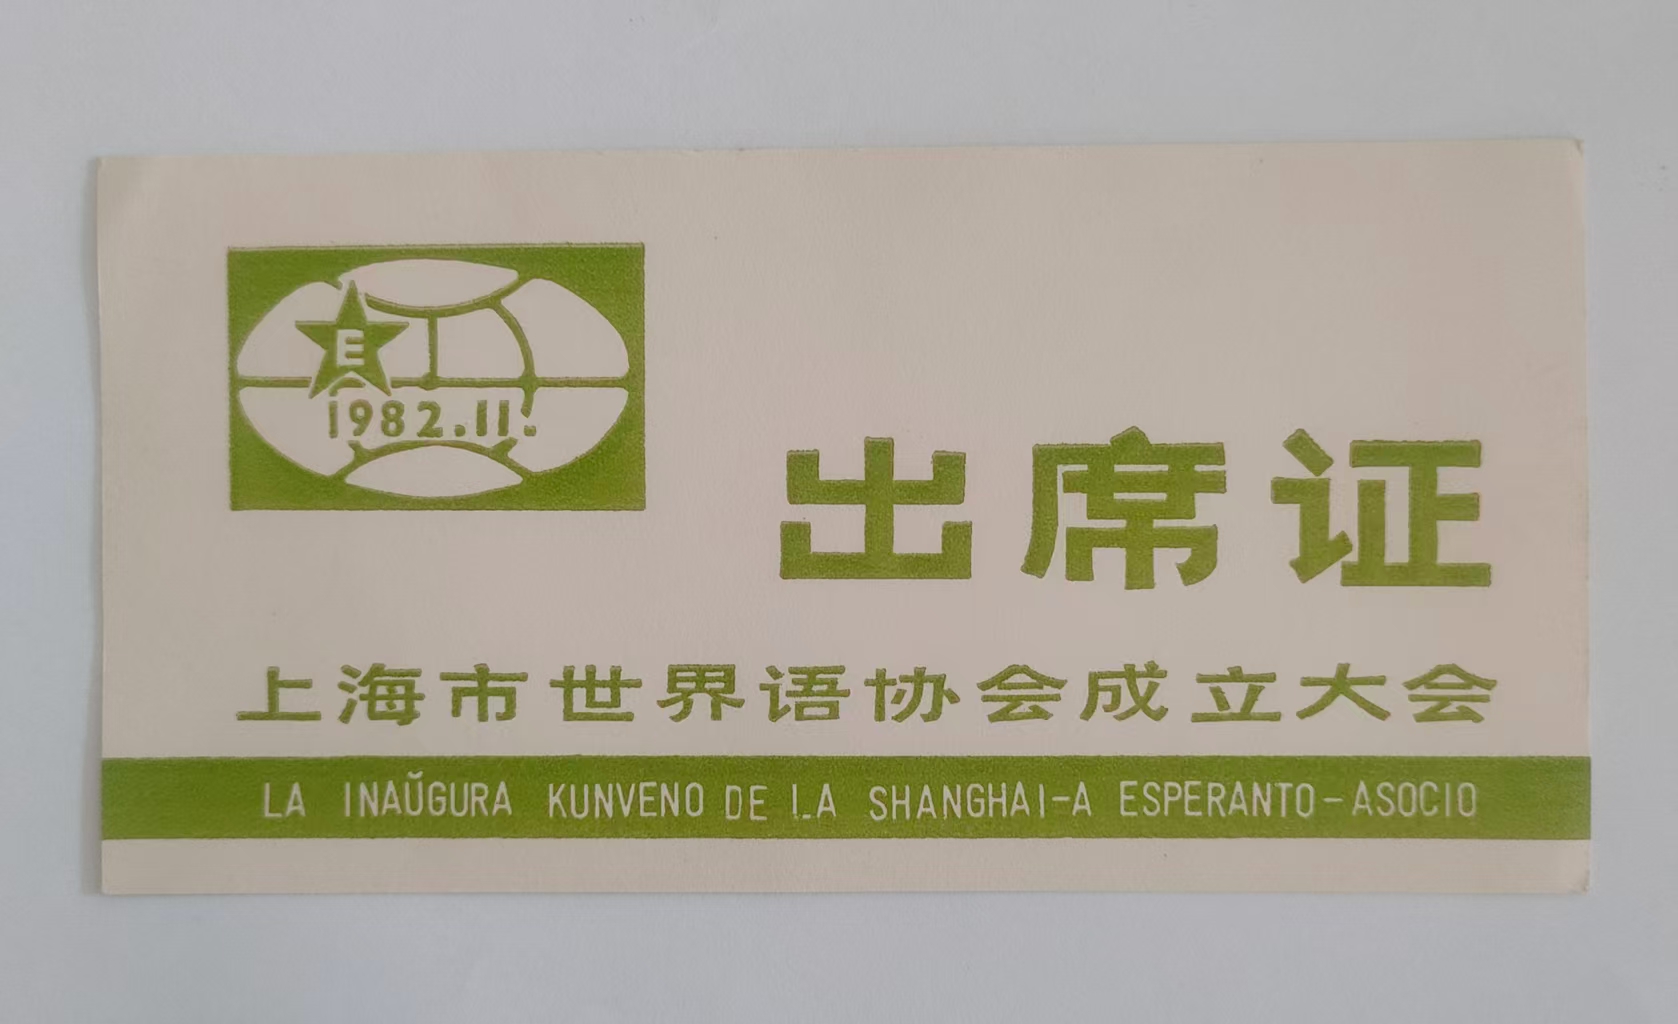 E
1982.11.
出席证
上海市世界语协会成立大会
LA INAŬGURA KUNVENO DE LA SHANGHAI-A ESPERANTO-ASOCIO